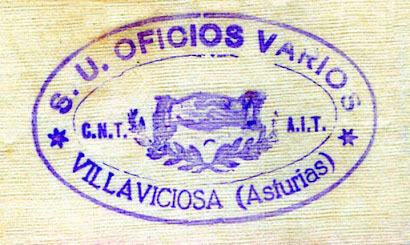 S. U. OFICIOS VARIOS
C.N.T. A.I.T.
VILLAVICIOSA (Asturias)